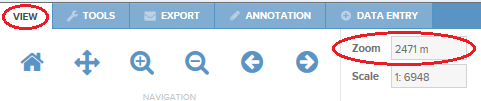 VIEW TOOLS EXPORT ANNOTATION DATA ENTRY
Zoom 2471 m
Scale 1: 6948
NAVIGATION